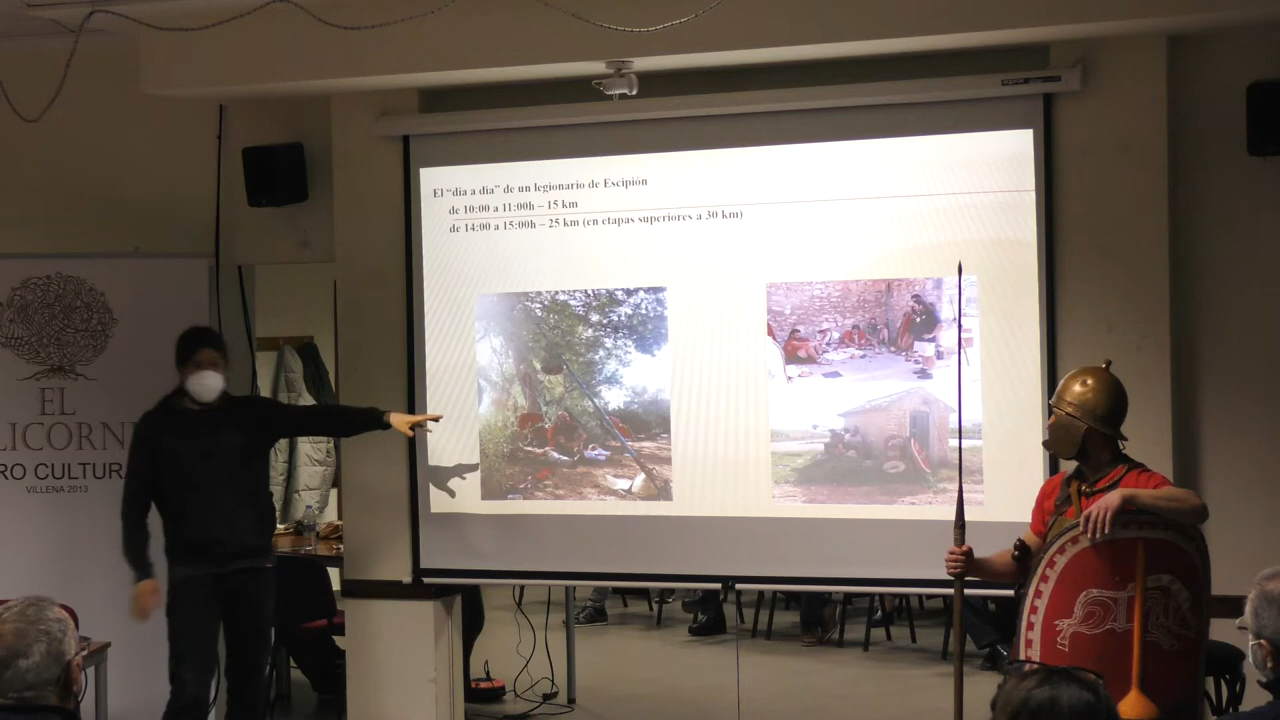 El "dia a dia" de un legionario de Escipión
de 10:00 a 11:00h – 15 km
de 14:00 a 15:00h – 25 km (en etapas superiores a 30 km)
EL
LICORN
RO CULTURA
VILLENA 2013